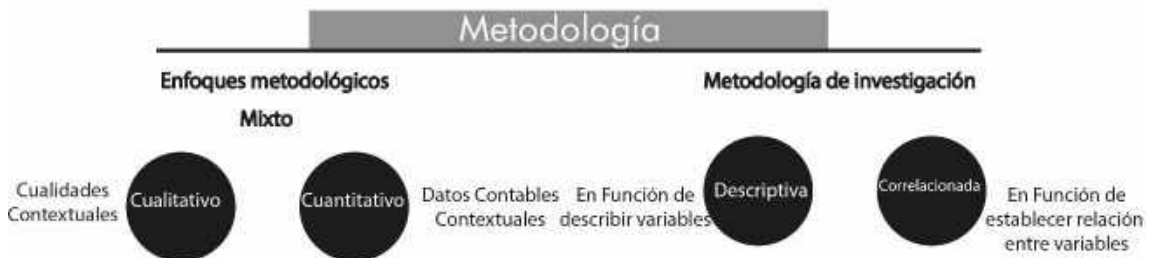 Metodología
Enfoques metodológicos
Mixto
Metodología de investigación
Cualidades
Contextuales
Cualitativo
Cuantitativo
Datos Contables
Contextuales
En Función de
describir variables
Descriptiva
Correlacionada
En Función de
establecer relación
entre variables